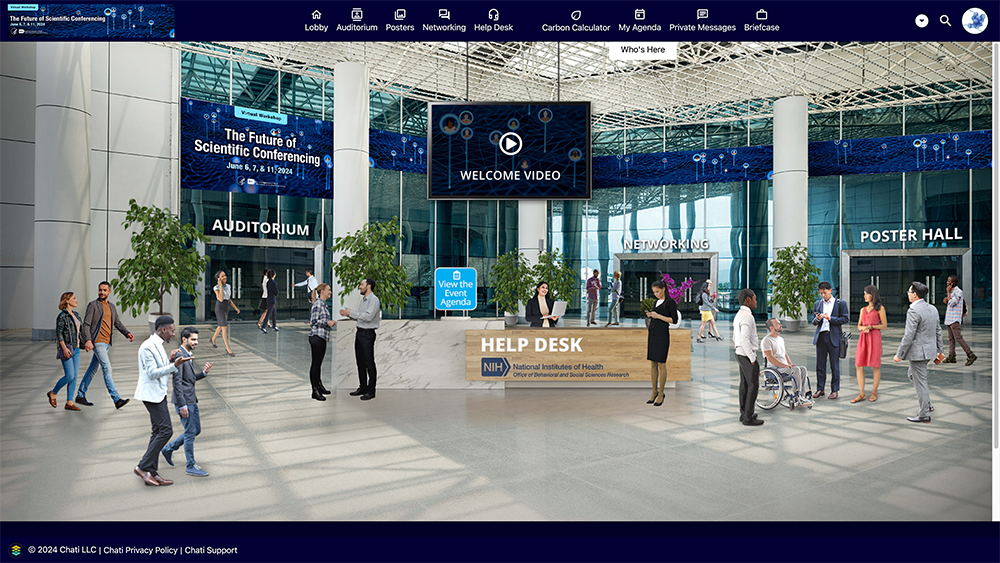 Virtual Workshop
The Future of Scientific Conferencing
June 6, 7, & 11, 2024
Lobby
Auditorium
Posters
Networking
Help Desk
Carbon Calculator
My Agenda
Private Messages
Briefcase
Who's Here
Virtual Workshop
The Future of
Scientific Conferencing
June 6, 7, & 11, 2024
WELCOME VIDEO
AUDITORIUM
NETWORKING
POSTER HALL
View the
Event
Agenda
HELP DESK
NIH
National Institutes of Health
Office of Behavioral and Social Sciences Research
© 2024 Chati LLC | Chati Privacy Policy | Chati Support